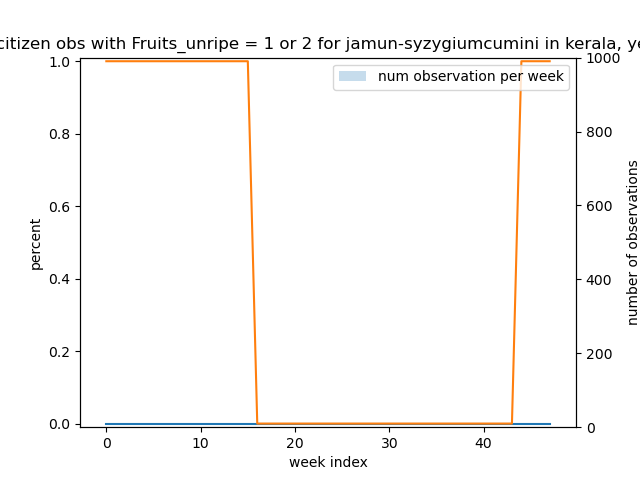 citizen obs with Fruits_unripe = 1 or 2 for jamun-syzygiumcumini in kerala,
num observation per week
1.0
0.8
0.6
0.4
0.2
0.0
percent
1000
800
600
400
200
0
number of observations
0 10 20 30 40
week index